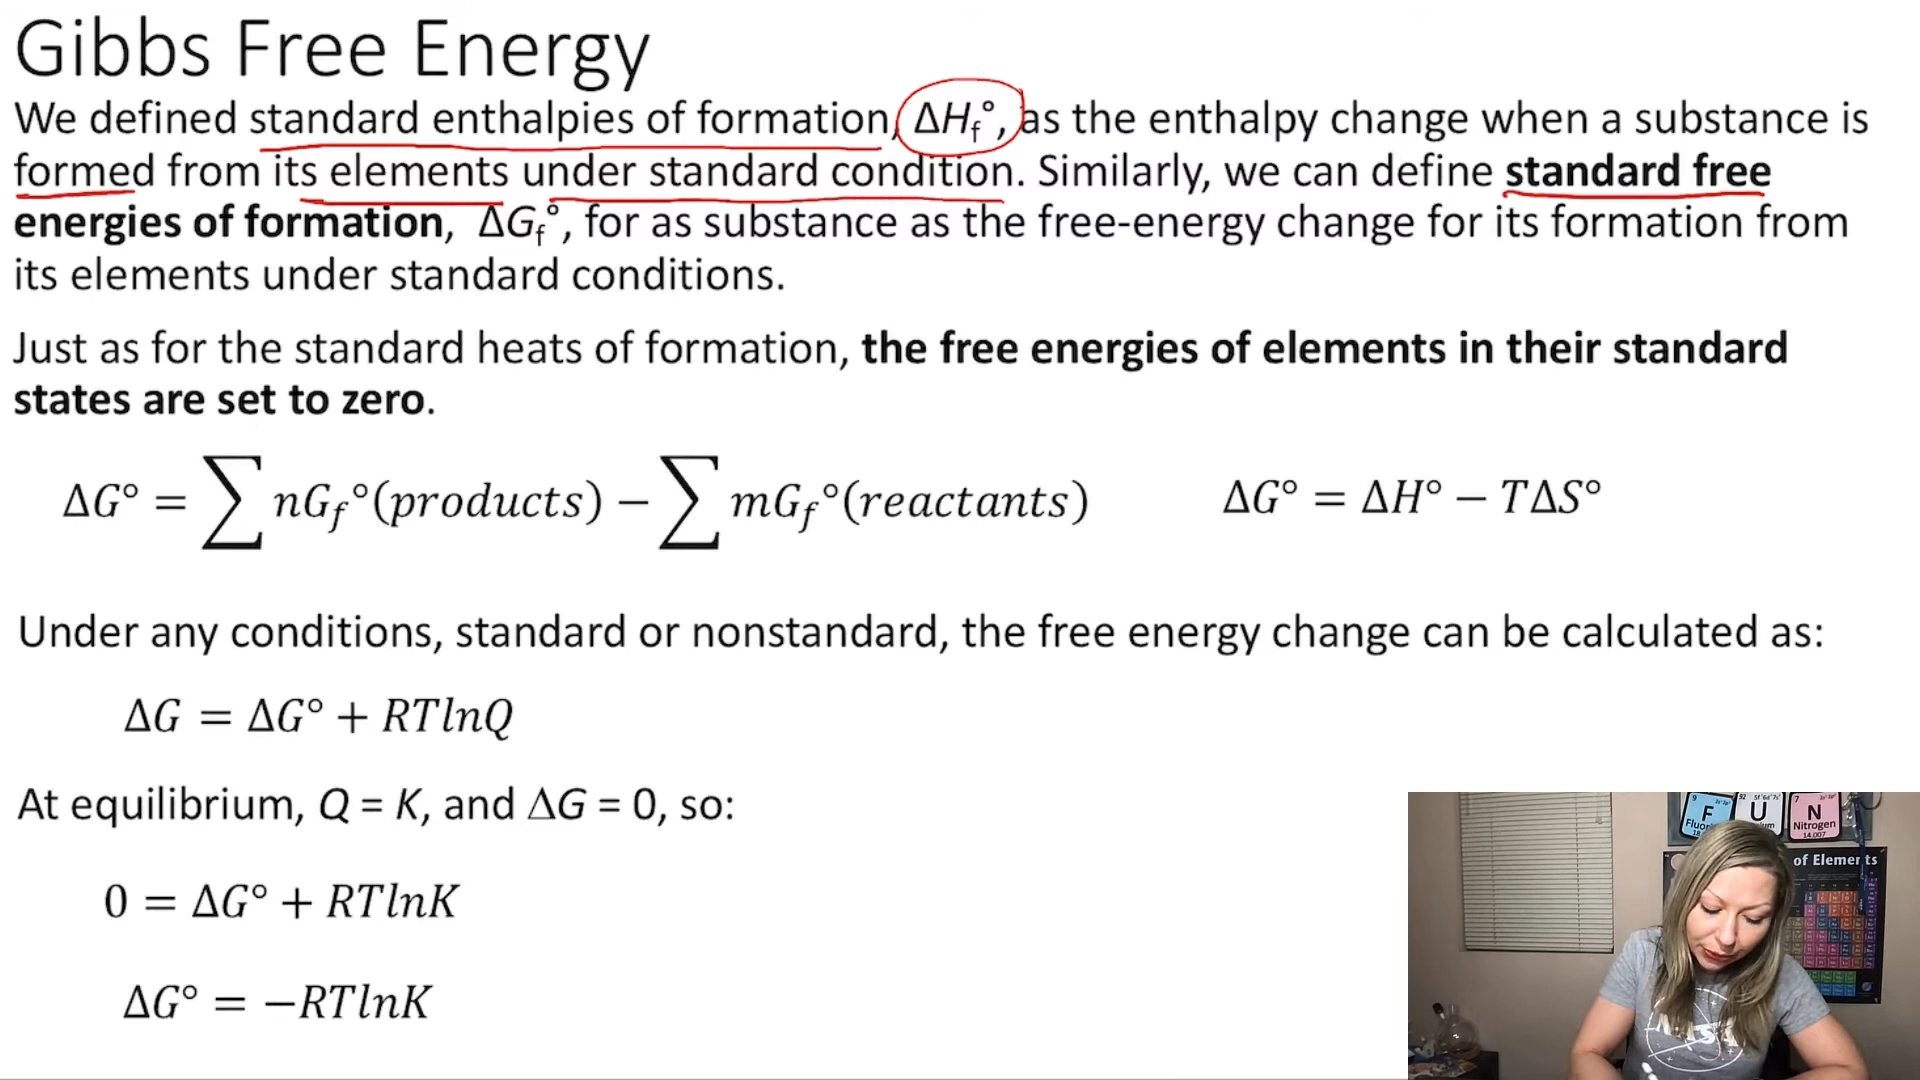 Gibbs Free Energy
We defined standard enthalpies of formation, ΔHf°, as the enthalpy change when a substance is
formed from its elements under standard condition. Similarly, we can define standard free
energies of formation, ΔGf°, for as substance as the free-energy change for its formation from
its elements under standard conditions.
Just as for the standard heats of formation, the free energies of elements in their standard
states are set to zero.
ΔG° = ∑ nGf°(products) − ∑ mGf°(reactants) ΔG° = ΔH° − TΔS°
Under any conditions, standard or nonstandard, the free energy change can be calculated as:
ΔG = ΔG° + RTlnQ
At equilibrium, Q = K, and ΔG = 0, so:
0 = ΔG° + RTlnK
ΔG° = −RTlnK
9 92 7
F U N
Nitrogen
14.007
of Elements